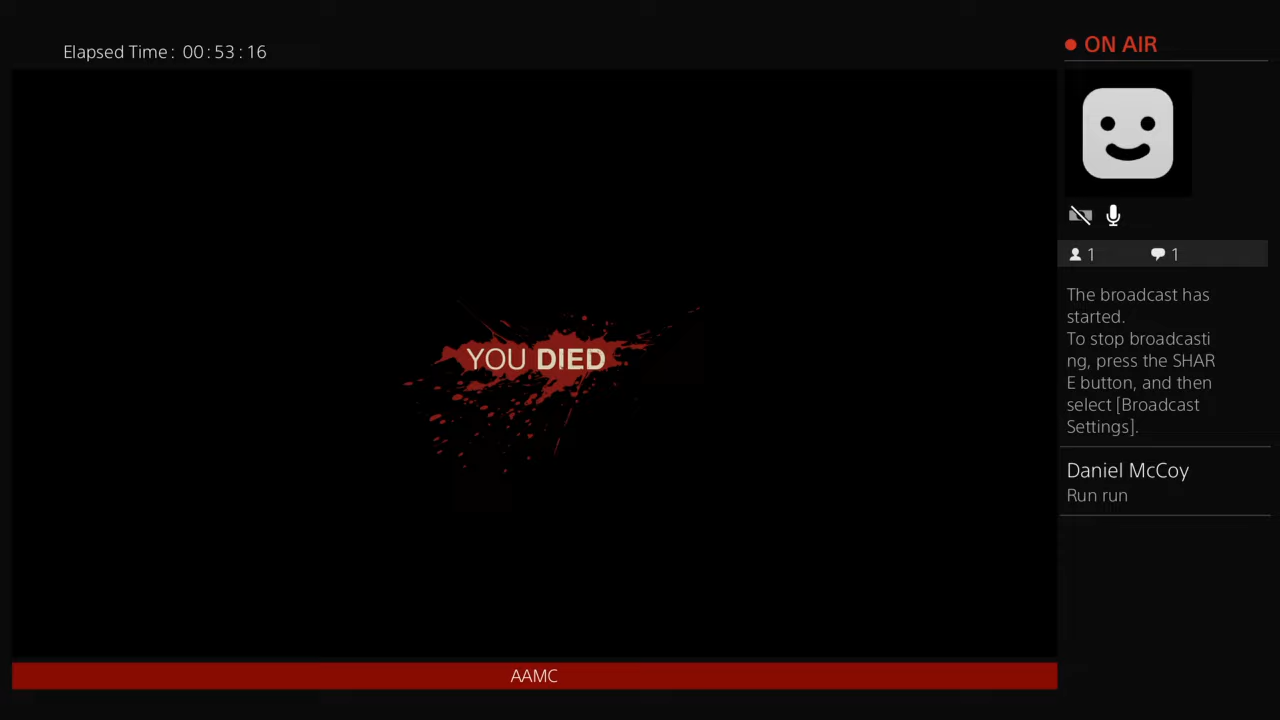 Elapsed Time: 00:53:16
ON AIR
1 1
The broadcast has
started.
To stop broadcasti
ng, press the SHAR
E button, and then
select [Broadcast
Settings].
Daniel McCoy
Run run
YOU DIED
AAMC